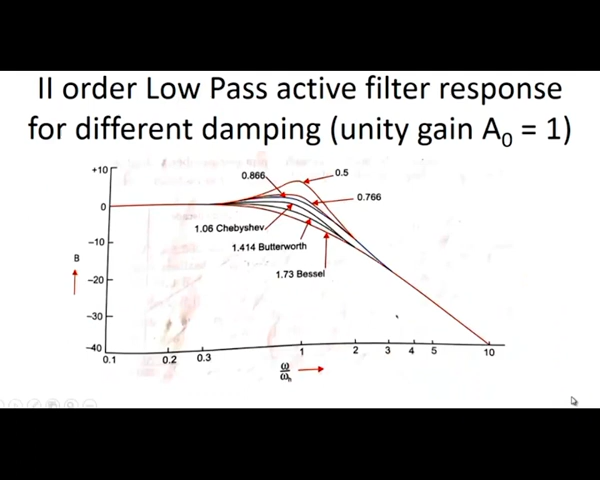 II order Low Pass active filter response
for different damping (unity gain A₀ = 1)
+10
0
−10
−20
−30
−40
B
0.866
0.5
0.766
1.06 Chebyshev
1.414 Butterworth
1.73 Bessel
0.1
0.2
0.3
1
2
3
4
5
10
ω
ωₕ